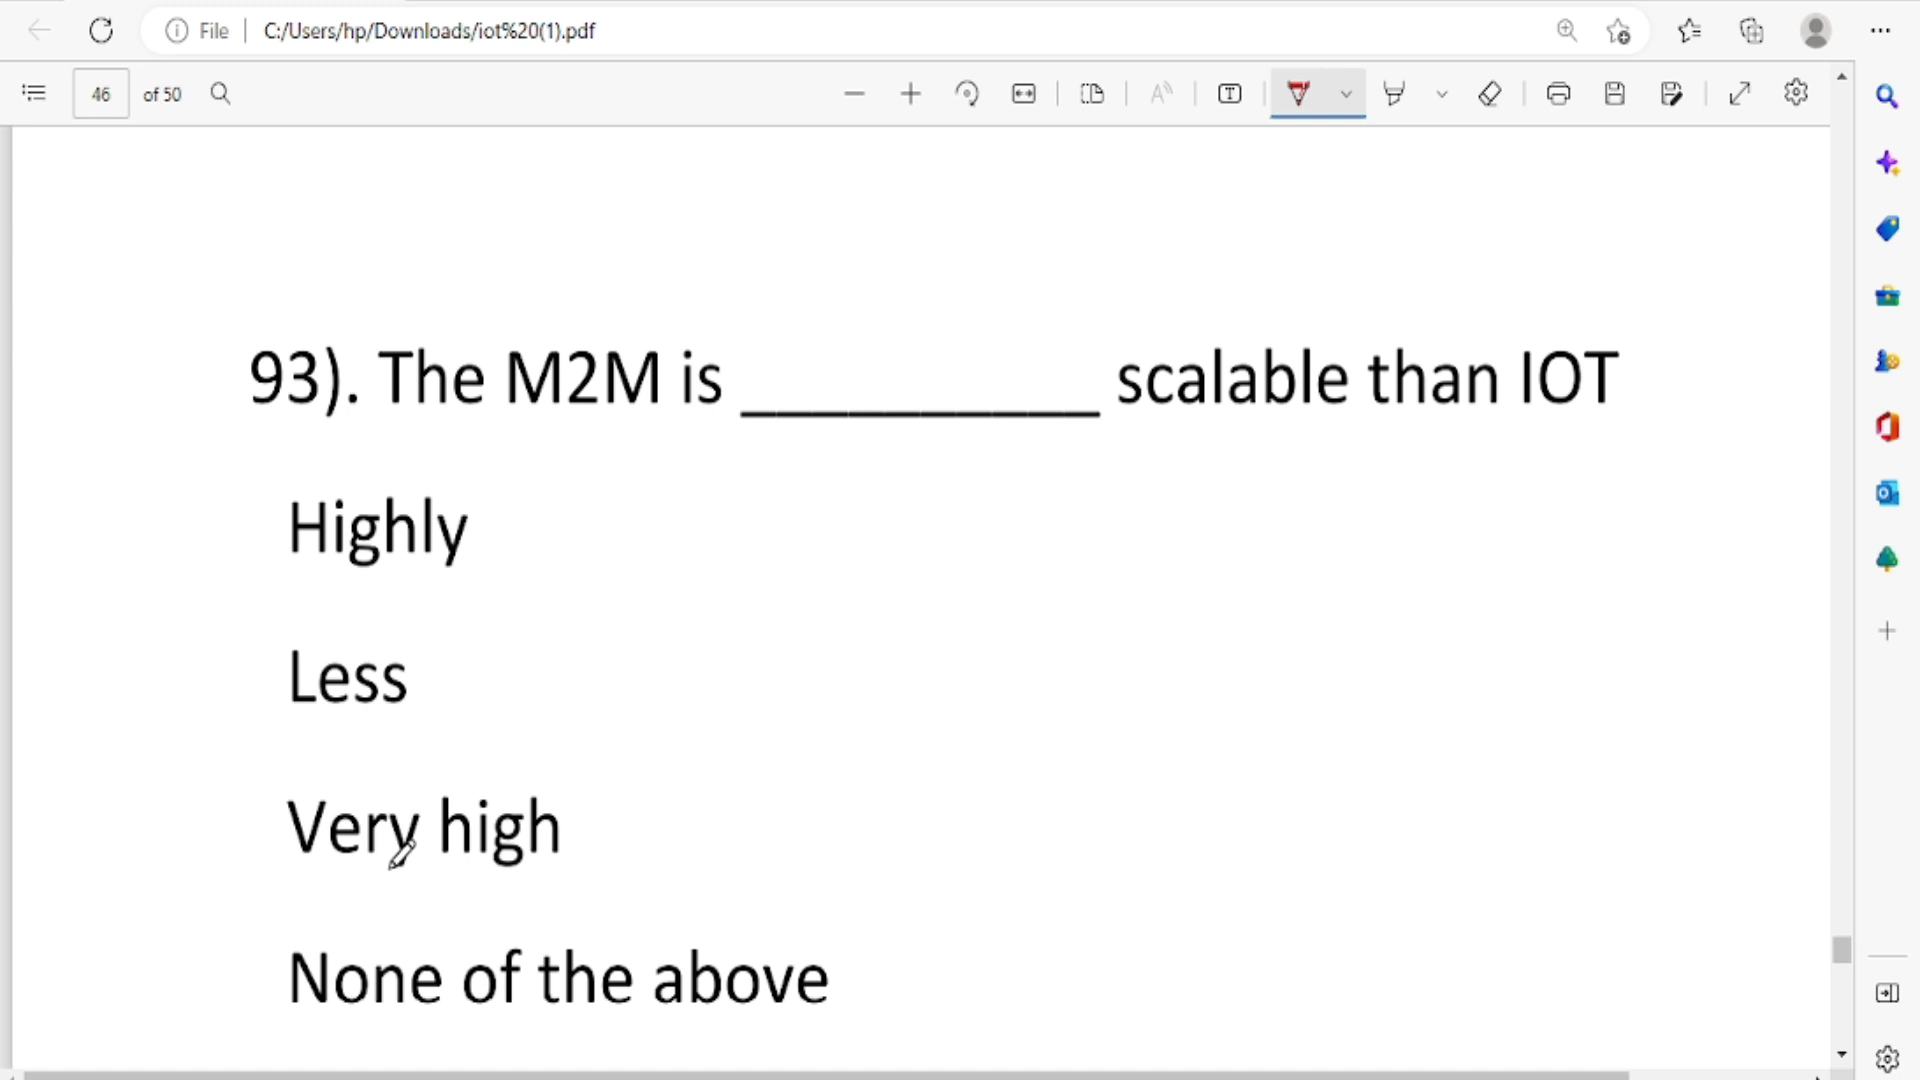 File C:/Users/hp/Downloads/iot%20(1).pdf
46 of 50
93). The M2M is __________ scalable than IOT
Highly
Less
Very high
None of the above